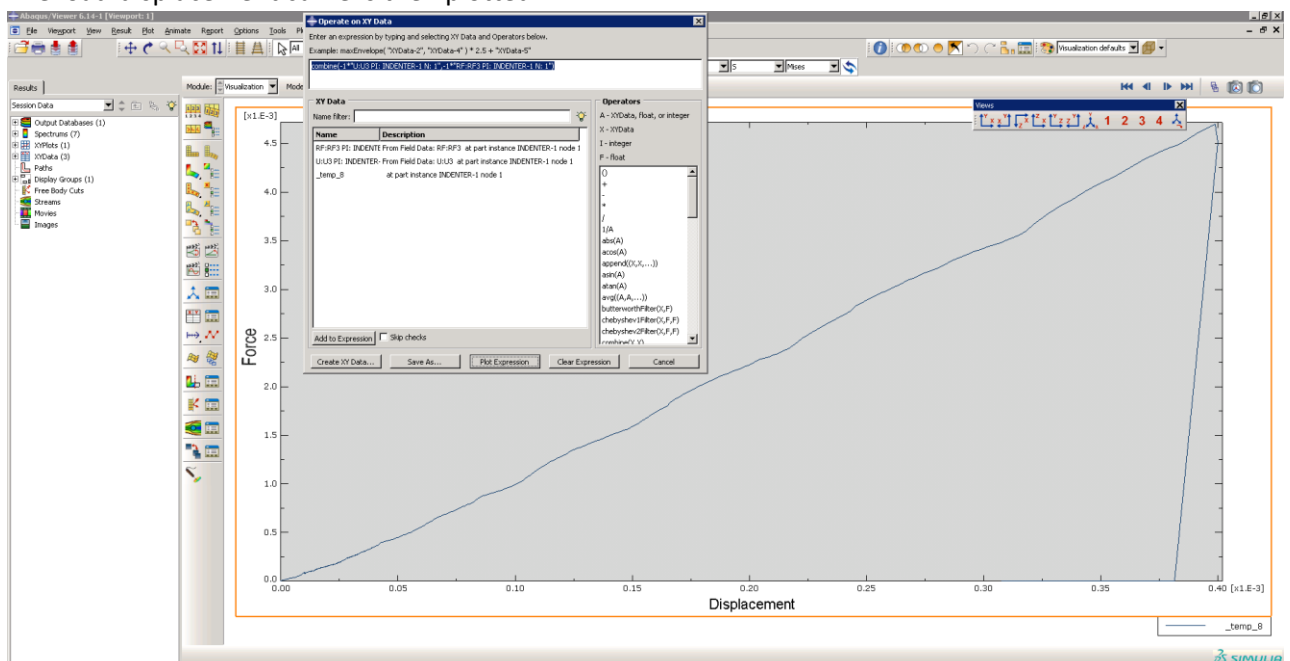 Abaqus/Viewer 6.14-1 [Viewport: 1]
File Viewport View Result Plot Animate Report Options Tools Pl
All
Visualization defaults
S Mises
Results
Module: Visualization Mode
Session Data
Output Databases (1)
Spectrums (7)
XYPlots (1)
XYData (3)
Paths
Display Groups (1)
Free Body Cuts
Streams
Movies
Images
Operate on XY Data
Enter an expression by typing and selecting XY Data and Operators below.
Example: maxEnvelope( "XYData-2", "XYData-4" ) * 2.5 + "XYData-5"
combine(-1*"U:U3 PI: INDENTER-1 N: 1",-1*"RF:RF3 PI: INDENTER-1 N: 1")
XY Data
Name filter:
Name Description
RF:RF3 PI: INDENTE From Field Data: RF:RF3 at part instance INDENTER-1 node 1
U:U3 PI: INDENTER- From Field Data: U:U3 at part instance INDENTER-1 node 1
_temp_8 at part instance INDENTER-1 node 1
Add to Expression Skip checks
Operators
A - XYData, float, or integer
X - XYData
I - integer
F - float
()
+
-
*
/
1/A
abs(A)
acos(A)
append((X,X,...))
asin(A)
atan(A)
avg((A,A,...))
butterworthFilter(X,F)
chebyshev1Filter(X,F,F)
chebyshev2Filter(X,F,F)
combine(X,X)
Create XY Data... Save As... Plot Expression Clear Expression Cancel
Views
1 2 3 4
[x1.E-3]
4.5
4.0
3.5
3.0
2.5
2.0
1.5
1.0
0.5
0.0
Force
0.00 0.05 0.10 0.15 0.20 0.25 0.30 0.35 0.40 [x1.E-3]
Displacement
_temp_8
SIMULIA